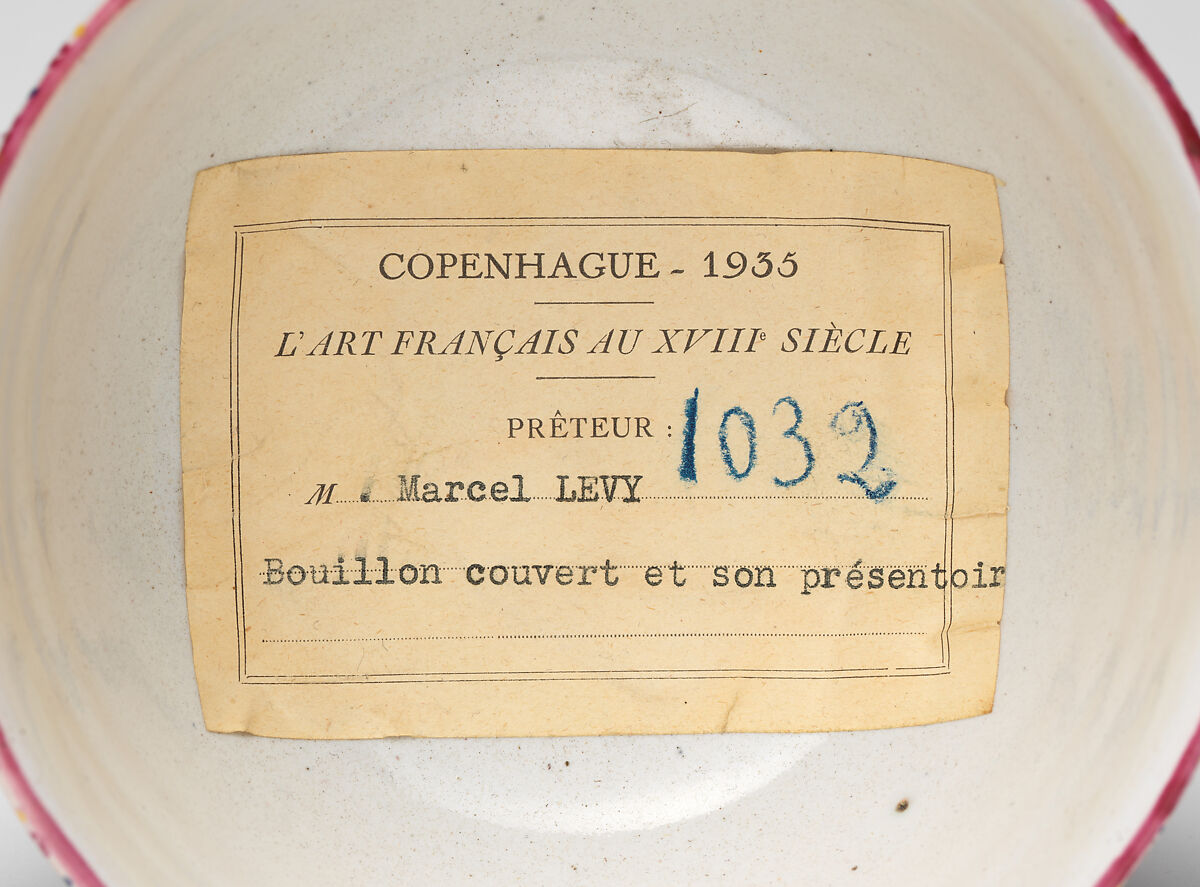 COPENHAGUE - 1935
L'ART FRANÇAIS AU XVIIIe SIÈCLE
PRÊTEUR : 1032
M. Marcel LEVY
Bouillon couvert et son présentoir